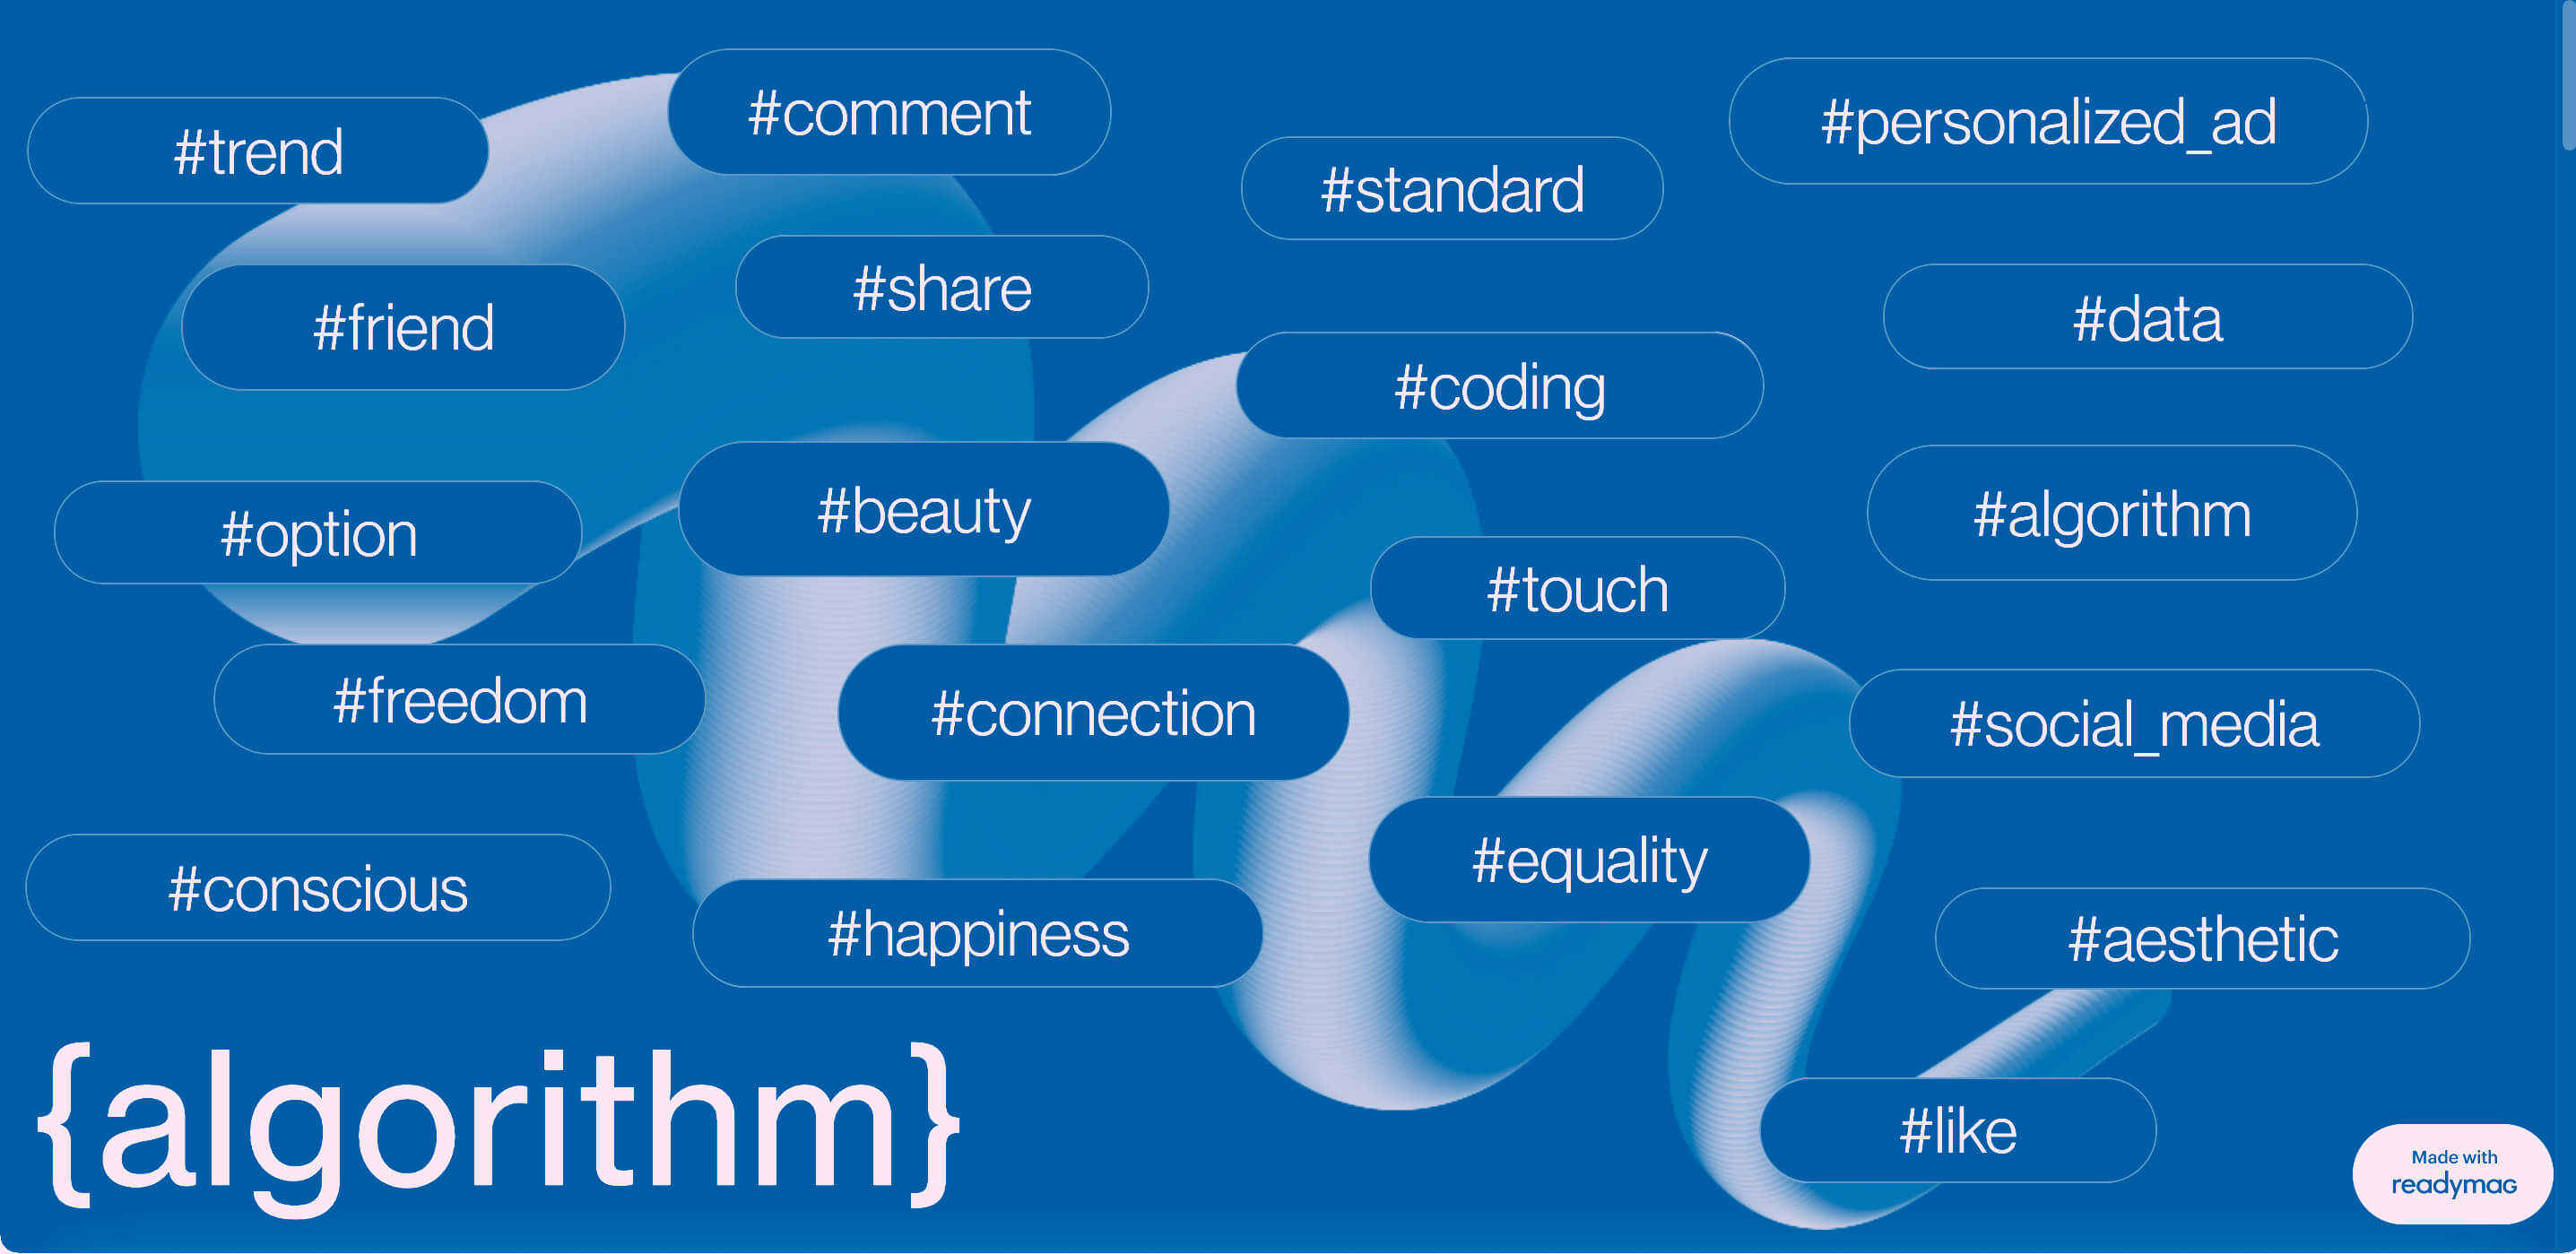 #trend
#comment
#personalized_ad
#standard
#share
#friend
#data
#coding
#beauty
#algorithm
#option
#touch
#freedom
#connection
#social_media
#equality
#conscious
#happiness
#aesthetic
{algorithm}
#like
Made with
readymag